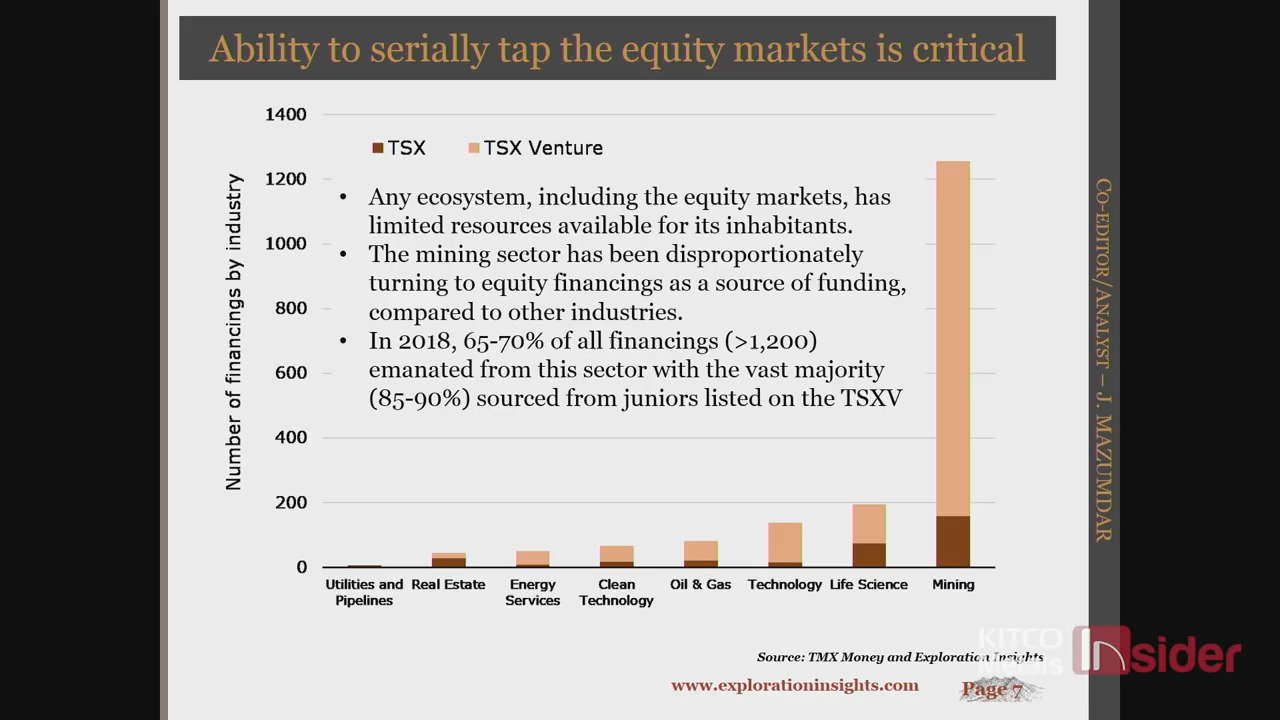 Ability to serially tap the equity markets is critical
1400
1200
1000
800
600
400
200
0
Number of financings by industry
TSX
TSX Venture
• Any ecosystem, including the equity markets, has
limited resources available for its inhabitants.
• The mining sector has been disproportionately
turning to equity financings as a source of funding,
compared to other industries.
• In 2018, 65-70% of all financings (>1,200)
emanated from this sector with the vast majority
(85-90%) sourced from juniors listed on the TSXV
Utilities and
Pipelines
Real Estate
Energy
Services
Clean
Technology
Oil & Gas
Technology
Life Science
Mining
Co-editor/Analyst – J. MAZUMDAR
Source: TMX Money and Exploration Insights
www.explorationinsights.com
Page 7
KITCO
Metals
Insider